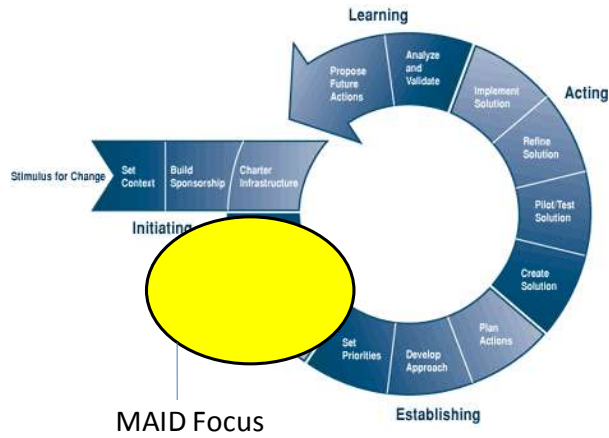 Learning
Propose
Future
Actions
Analyze
and
Validate
Implement
Solution
Acting
Refine
Solution
Pilot/Test
Solution
Create
Solution
Stimulus for Change
Set
Context
Build
Sponsorship
Charter
Infrastructure
Initiating
Set
Priorities
Develop
Approach
Plan
Actions
Establishing
MAID Focus